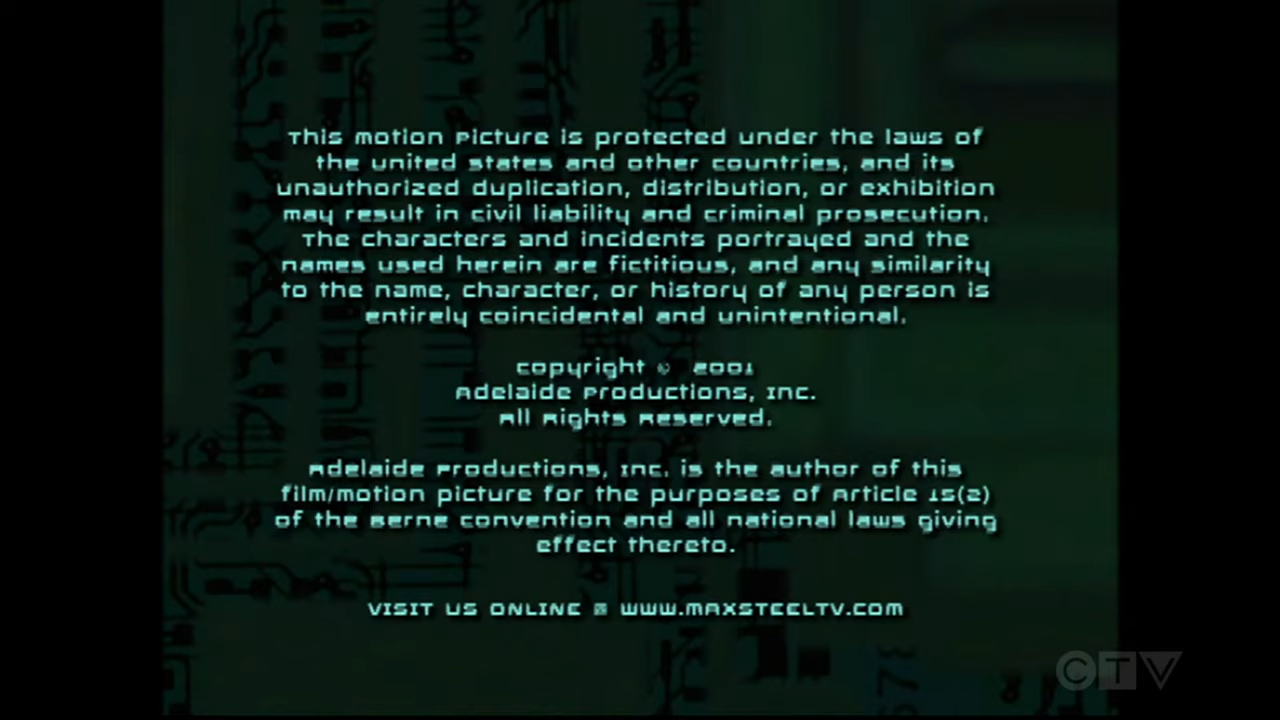 This Motion Picture is protected under the laws of
the united states and other countries, and its
unauthorized duplication, distribution, or exhibition
may result in civil liability and criminal prosecution.
The characters and incidents portrayed and the
names used herein are fictitious, and any similarity
to the name, character, or history of any person is
entirely coincidental and unintentional.
copyright © 2001
Adelaide Productions, Inc.
All Rights Reserved.
Adelaide Productions, Inc. is the author of this
film/motion picture for the purposes of Article 15(2)
of the Berne convention and all national laws giving
effect thereto.
VISIT US ONLINE @ WWW.MAXSTEELTV.COM
CTV